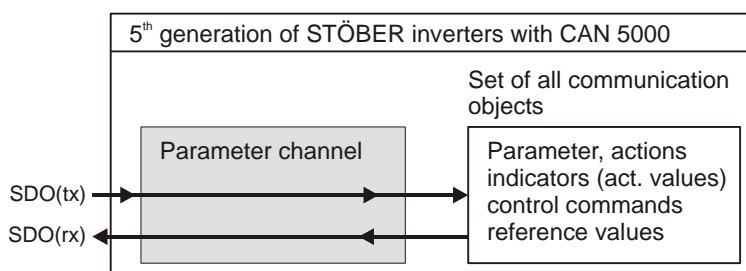 5th generation of STÖBER inverters with CAN 5000
Set of all communication
objects
Parameter channel
Parameter, actions
indicators (act. values)
control commands
reference values
SDO(tx)
SDO(rx)